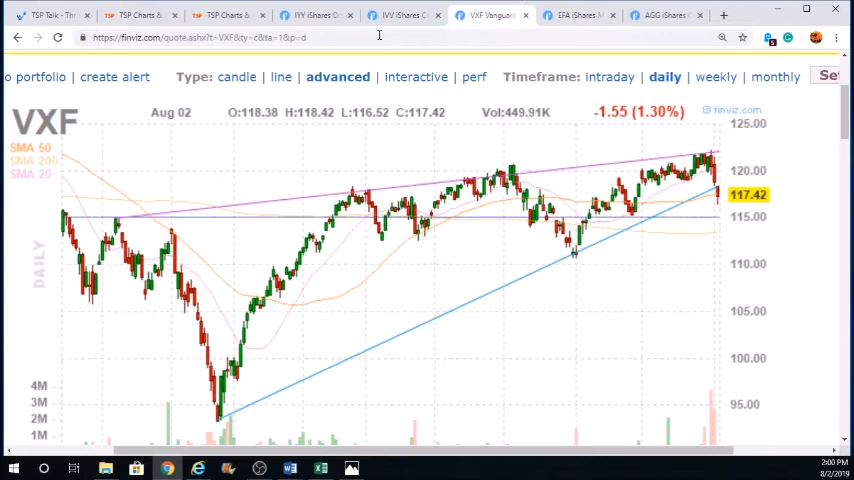 TSP Talk - Thr
TSP Charts &
TSP Charts &
IYY iShares Do
IVV iShares Co
VXF Vanguard
EFA iShares M
AGG iShares
https://finviz.com/quote.ashx?t=VXF&ty=c&ta=1&p=d
o portfolio | create alert
Type: candle | line | advanced | interactive | perf
Timeframe: intraday | daily | weekly | monthly
VXF
Aug 02
O:118.38 H:118.42 L:116.52 C:117.42
Vol:449.91K
-1.55 (1.30%)
finviz.com
SMA 50
SMA 200
SMA 20
DAILY
125.00
120.00
117.42
115.00
110.00
105.00
100.00
95.00
4M
3M
2M
1M
2:00 PM
8/2/2019